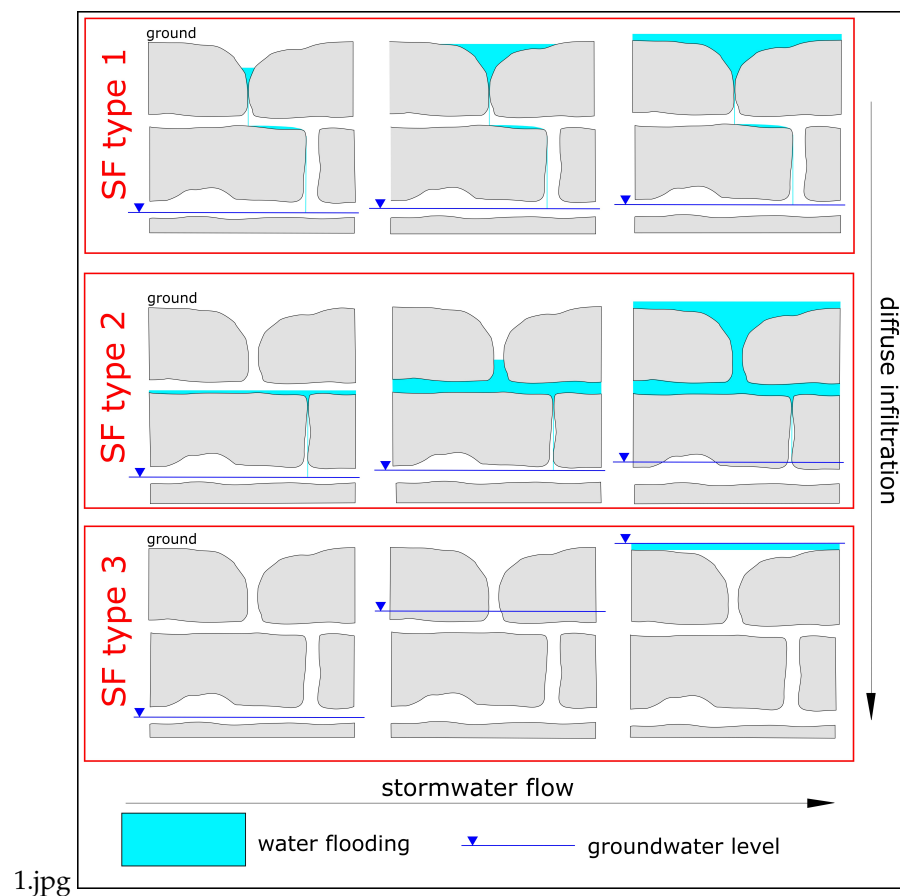 ground
SF type 1
ground
SF type 2
diffuse infiltration
ground
SF type 3
stormwater flow
water flooding
groundwater level
1.jpg